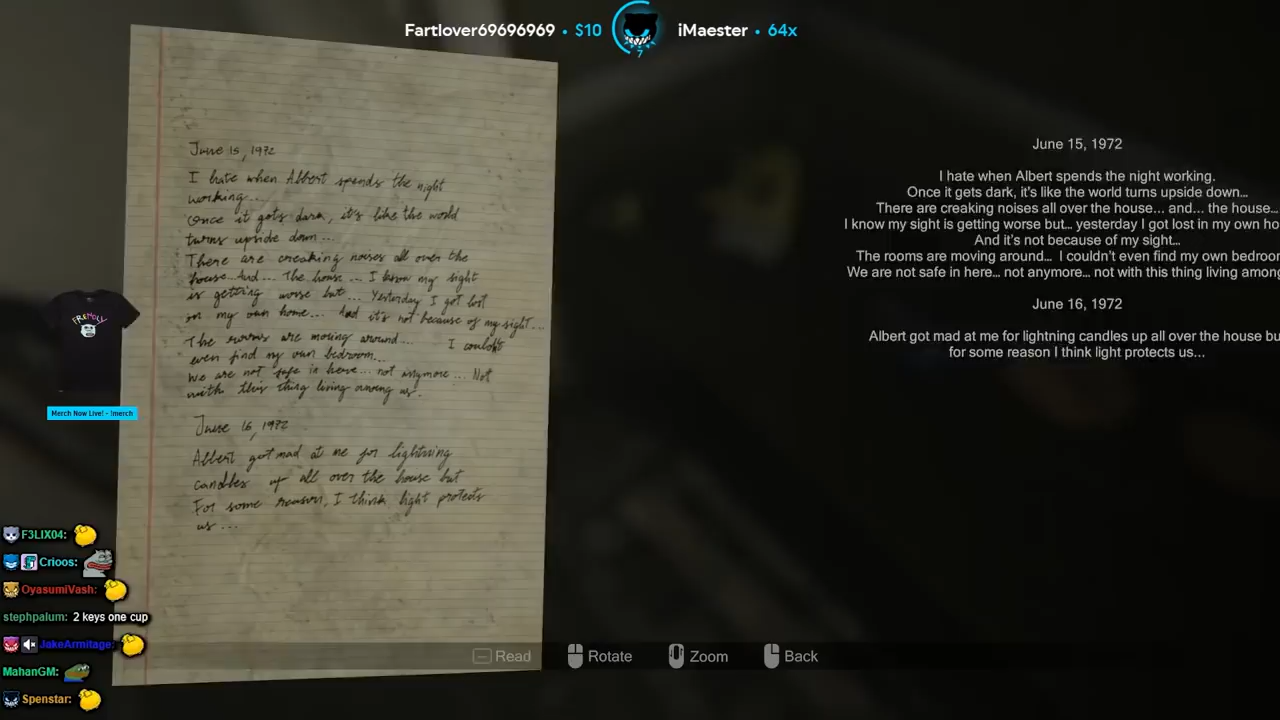 Fartlover69696969 • $10
iMaester • 64x
7
June 15, 1972
I hate when Albert spends the night
working...
Once it gets dark, it's like the world
turns upside down...
There are creaking noises all over the
house. And... The house... I know my sight
is getting worse but... Yesterday I got lost
in my own home... And it's not because of my sight...
The rooms are moving around... I couldn't
even find my own bedroom...
We are not safe in here... not anymore... Not
with this thing living among us.
June 16, 1972
Albert got mad at me for lightning
candles up all over the house but
For some reason, I think light protects
us...
June 15, 1972
I hate when Albert spends the night working.
Once it gets dark, it's like the world turns upside down...
There are creaking noises all over the house... and... the house...
I know my sight is getting worse but... yesterday I got lost in my own ho
And it's not because of my sight...
The rooms are moving around... I couldn't even find my own bedroo
We are not safe in here... not anymore... not with this thing living among
June 16, 1972
Albert got mad at me for lightning candles up all over the house bu
for some reason I think light protects us...
FRENDLY
Merch Now Live! - !merch
F3LIX04:
Crioos:
OyasumiVash:
stephpalum: 2 keys one cup
JakeArmitage:
MahanGM:
Spenstar:
Read
Rotate
Zoom
Back